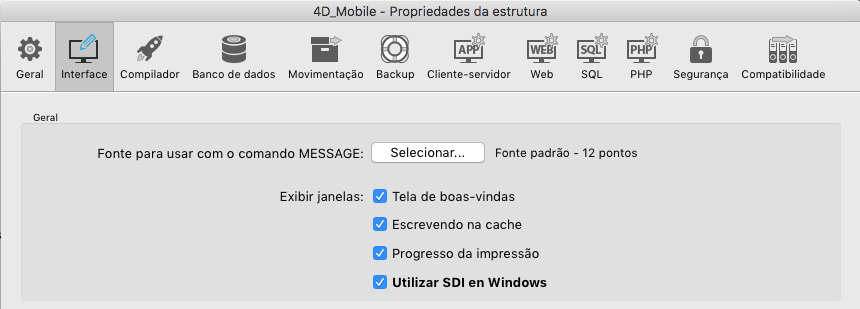 4D_Mobile - Propriedades da estrutura
APP WEB SQL PHP
Geral Interface Compilador Banco de dados Movimentação Backup Cliente-servidor Web SQL PHP Segurança Compatibilidade
Geral
Fonte para usar com o comando MESSAGE: Selecionar... Fonte padrão - 12 pontos
Exibir janelas: Tela de boas-vindas
Escrevendo na cache
Progresso da impressão
Utilizar SDI en Windows